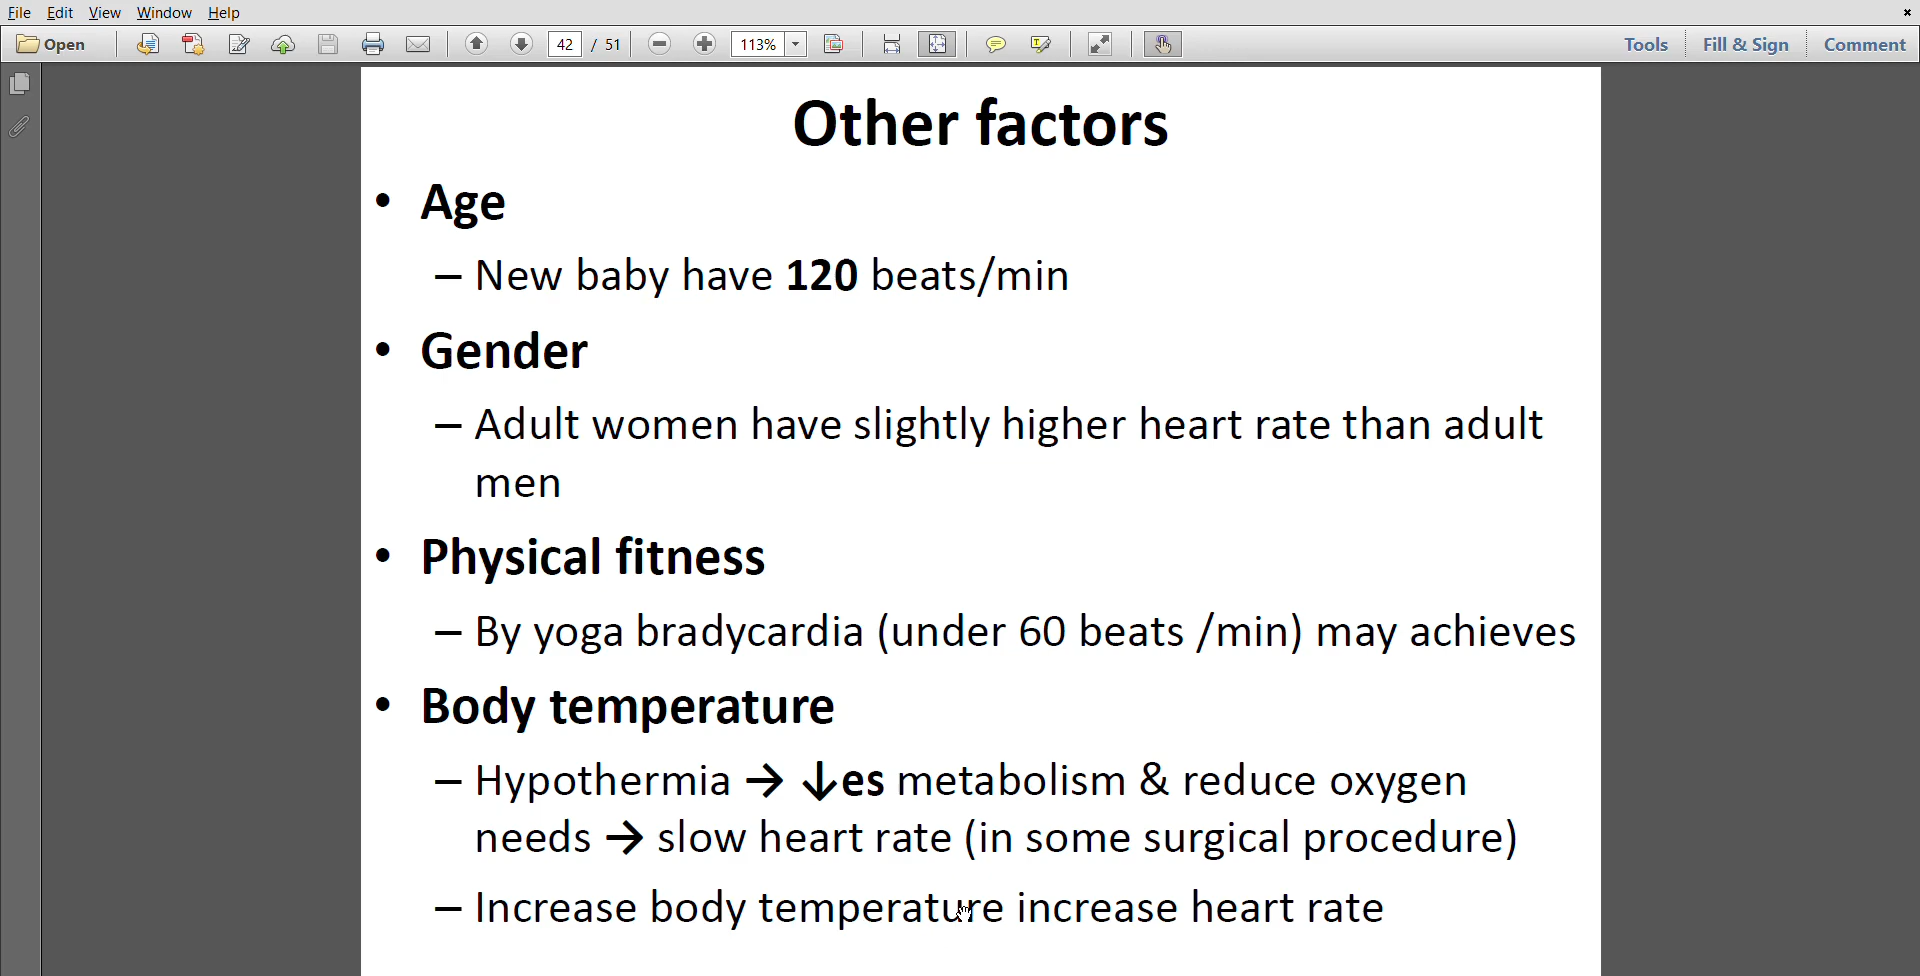 File Edit View Window Help
Open 42 / 51 113% Tools Fill & Sign Comment
Other factors
• Age
– New baby have 120 beats/min
• Gender
– Adult women have slightly higher heart rate than adult
men
• Physical fitness
– By yoga bradycardia (under 60 beats /min) may achieves
• Body temperature
– Hypothermia → ↓es metabolism & reduce oxygen
needs → slow heart rate (in some surgical procedure)
– Increase body temperature increase heart rate